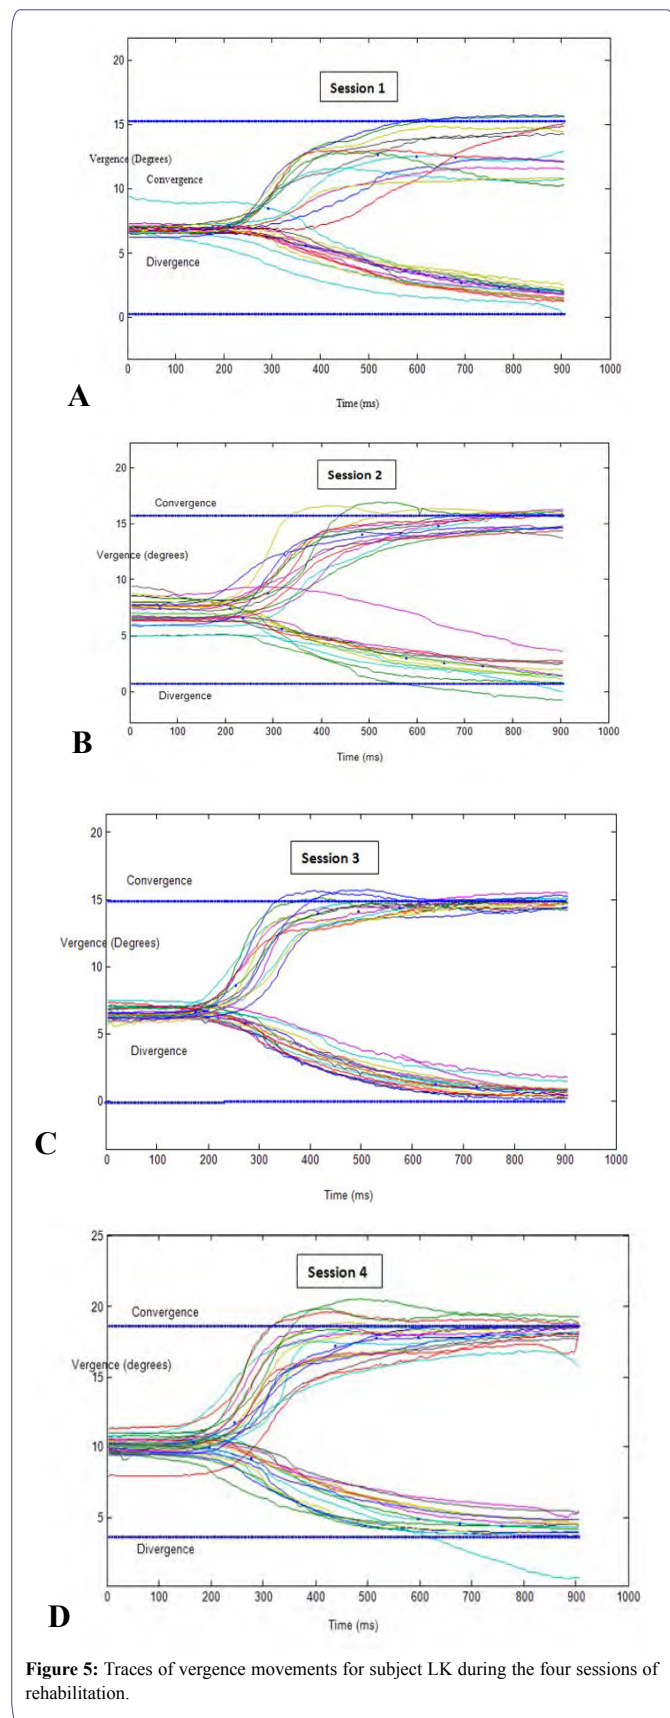 20
Session 1
15
Vergence (Degrees)
Convergence
10
5
Divergence
0
0 100 200 300 400 500 600 700 800 900 1000
A
Time (ms)
20
Session 2
Convergence
15
Vergence (degrees)
10
5
0
Divergence
0 100 200 300 400 500 600 700 800 900 1000
B
Time (ms)
20
Session 3
Convergence
15
Vergence (Degrees)
10
5
Divergence
0
0 100 200 300 400 500 600 700 800 900 1000
C
Time (ms)
25
Session 4
20
Convergence
Vergence (degrees)
15
10
5
Divergence
0 100 200 300 400 500 600 700 800 900 1000
D
Time (ms)
Figure 5: Traces of vergence movements for subject LK during the four sessions of
rehabilitation.